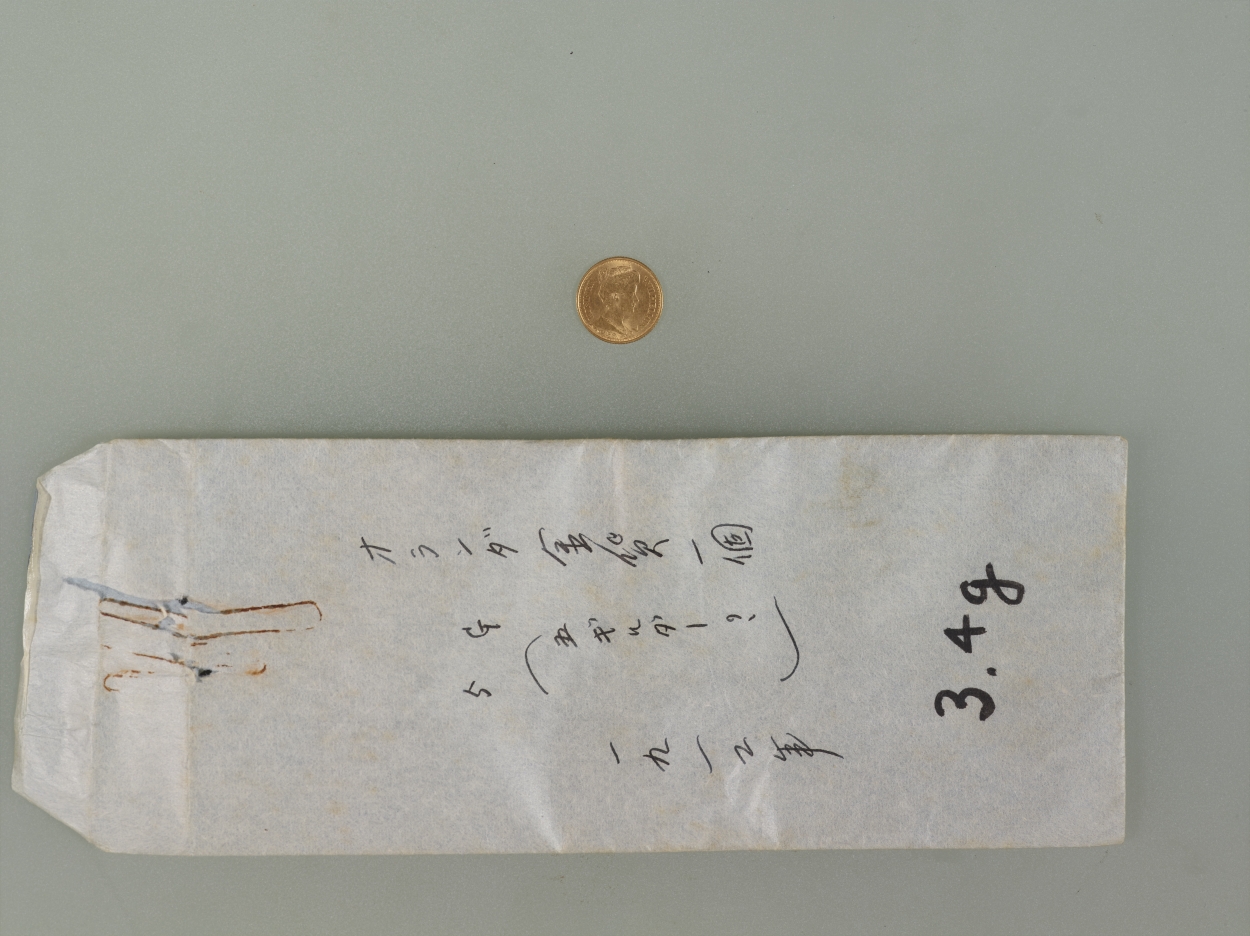 オランダ金貨一個
5G(五ギルダー?)
一九一二年
3.4g